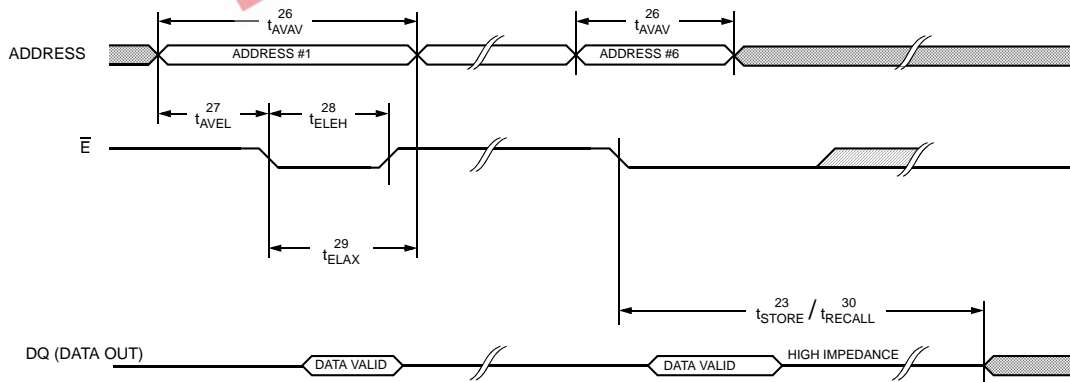 26
tAVAV
26
tAVAV
ADDRESS
ADDRESS #1
ADDRESS #6
27
tAVEL
28
tELEH
E
29
tELAX
23 30
tSTORE / tRECALL
DQ (DATA OUT)
DATA VALID
DATA VALID
HIGH IMPEDANCE